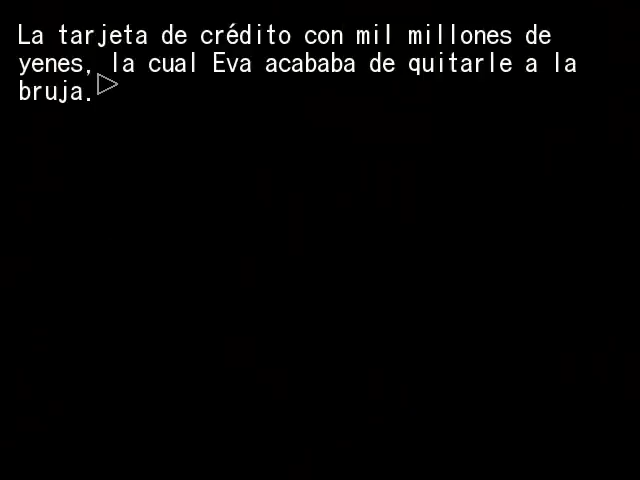 La tarjeta de crédito con mil millones de
yenes, la cual Eva acababa de quitarle a la
bruja.